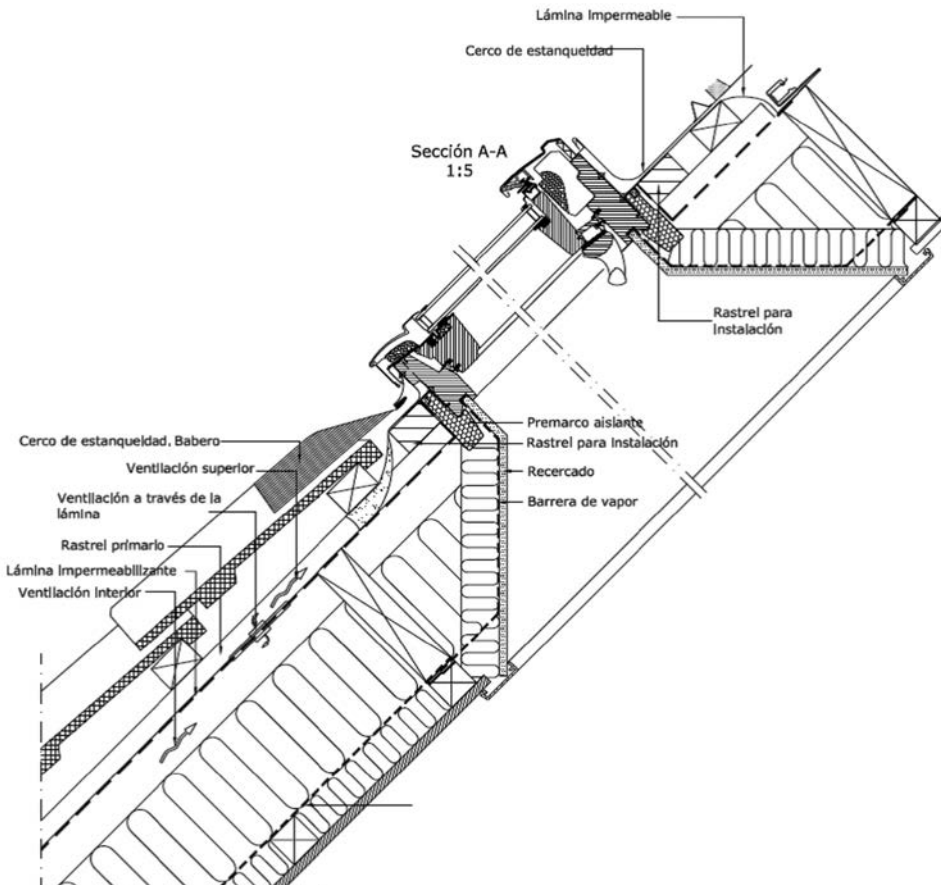 Lámina Impermeable
Cerco de estanqueidad
Sección A-A
1:5
Rastrel para
Instalación
Premarco aislante
Cerco de estanqueidad. Babero
Rastrel para Instalación
Ventilación superior
Recercado
Ventilación a través de la
lámina
Barrera de vapor
Rastrel primario
Lámina Impermeabilizante
Ventilación Interior